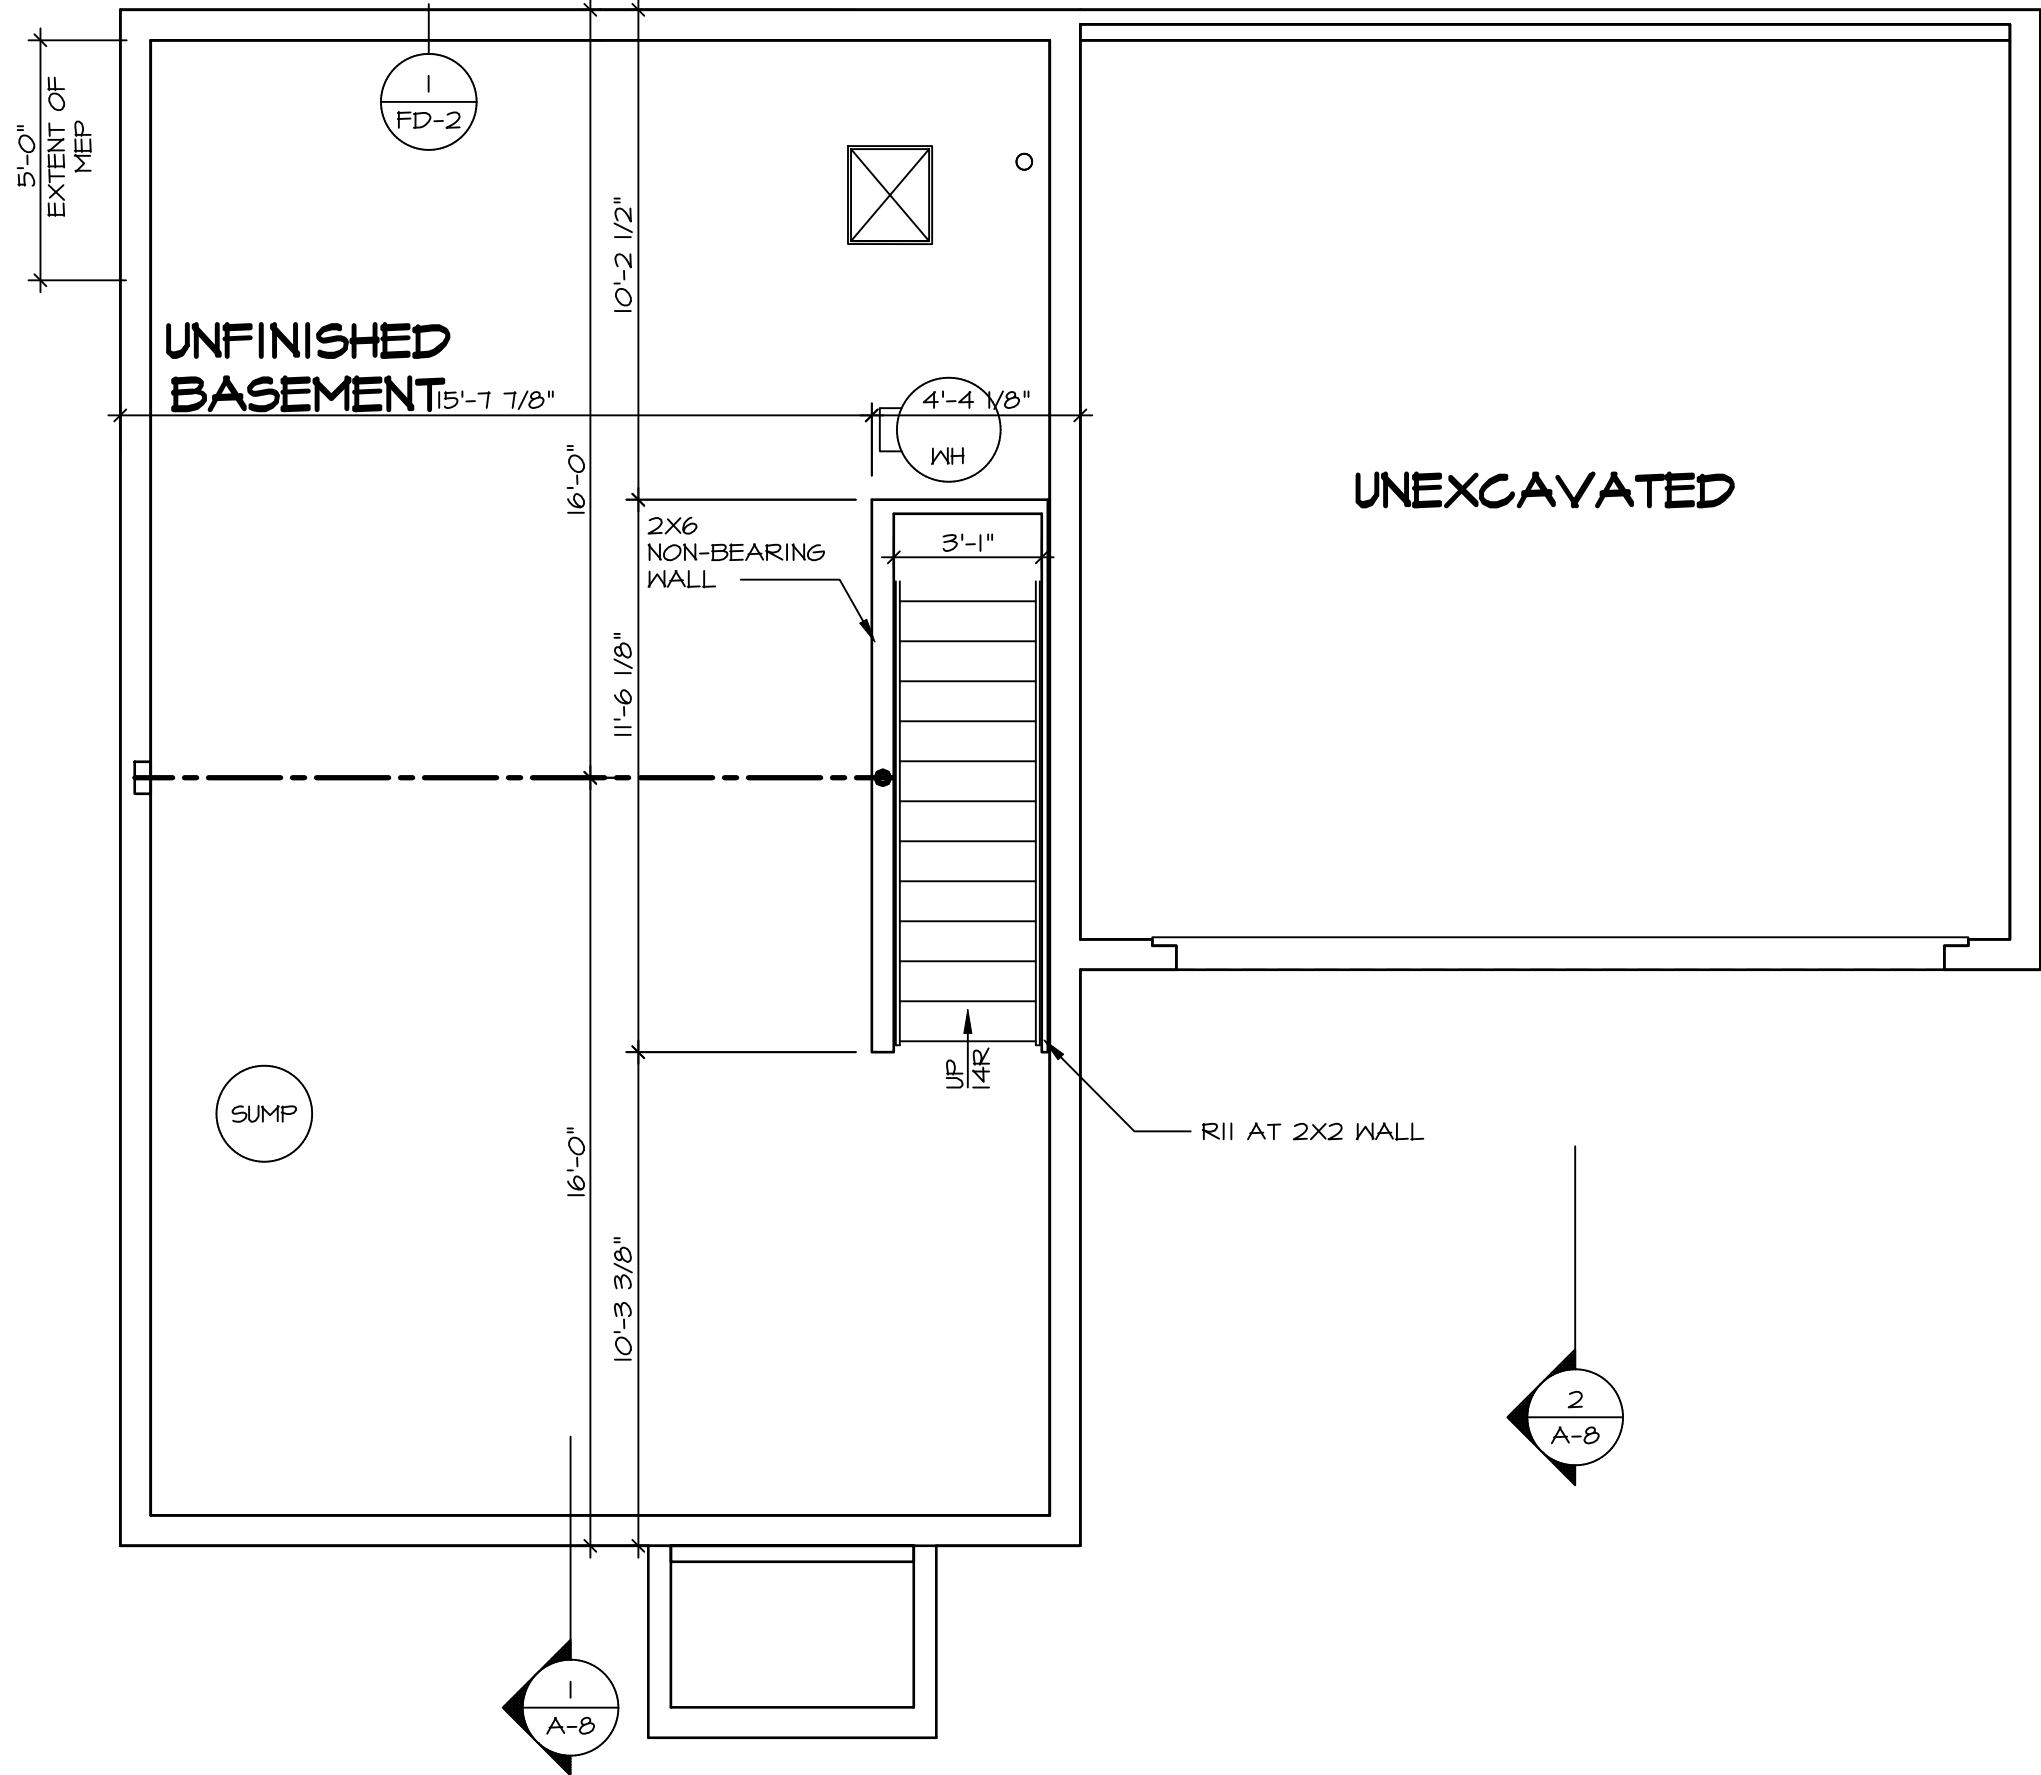 1
FD-2
5'-0"
EXTENT OF
MEP
10'-2 1/2"
UNFINISHED
BASEMENT
15'-7 7/8"
4'-4 1/8"
WH
16'-0"
UNEXCAVATED
2X6
NON-BEARING
WALL
3'-1"
11'-6 1/8"
UP
14R
SUMP
R11 AT 2X2 WALL
16'-0"
10'-3 3/8"
2
A-8
1
A-8